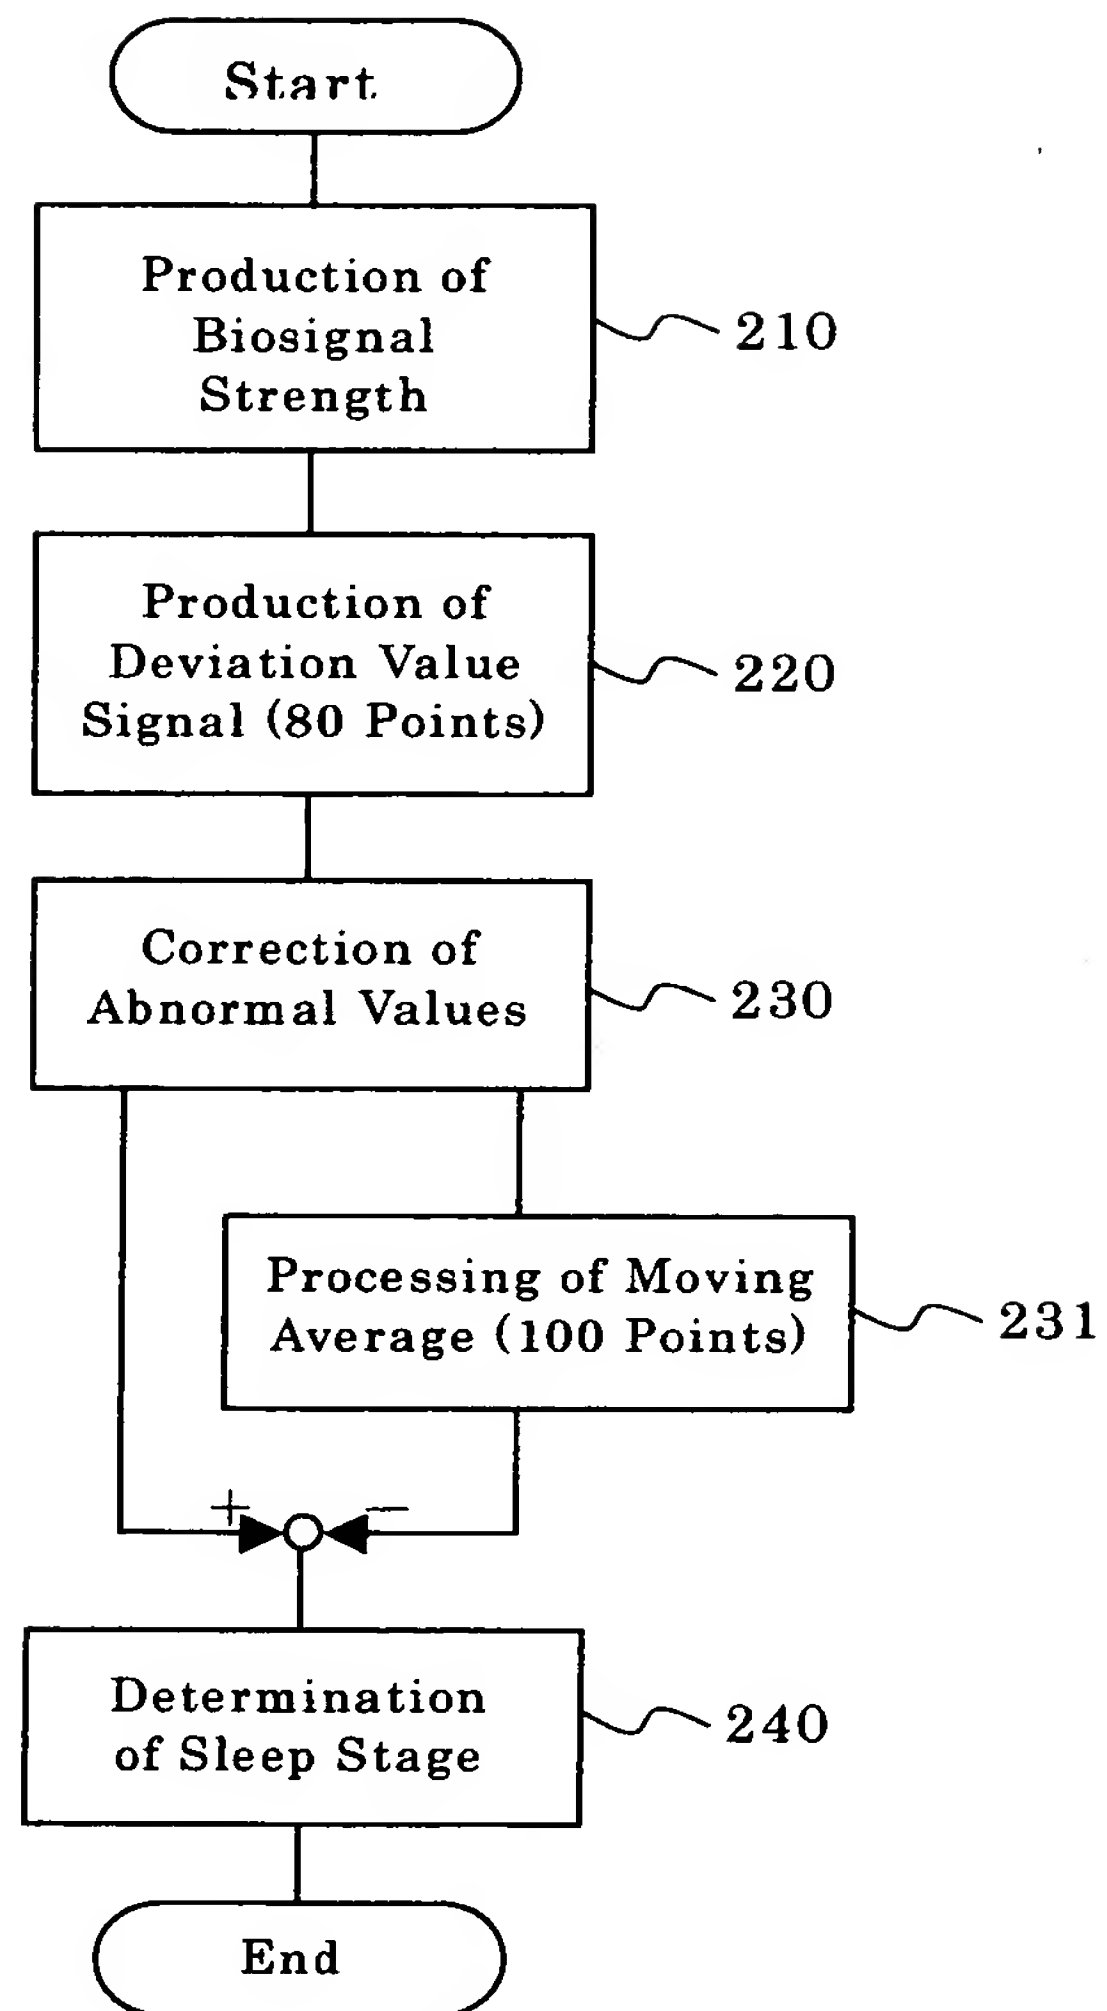 Start
Production of
Biosignal
Strength
210
Production of
Deviation Value
Signal (80 Points)
220
Correction of
Abnormal Values
230
Processing of Moving
Average (100 Points)
231
+
−
Determination
of Sleep Stage
240
End